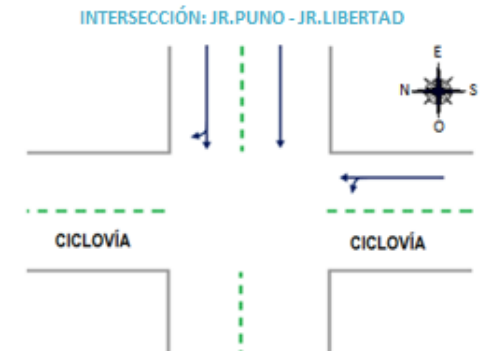 INTERSECCIÓN: JR.PUNO - JR.LIBERTAD
E
N S
O
CICLOVÍA CICLOVÍA